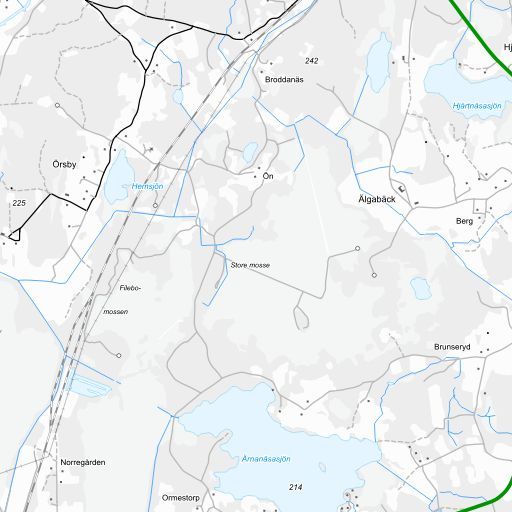 Hj
242
Broddanäs
Hjärtnäsasjön
Örsby
Hemsjön
Ön
225
Älgabäck
Berg
Store mosse
Filebo-
mossen
Brunseryd
Årnanäsasjön
Norregården
Ormestorp
214